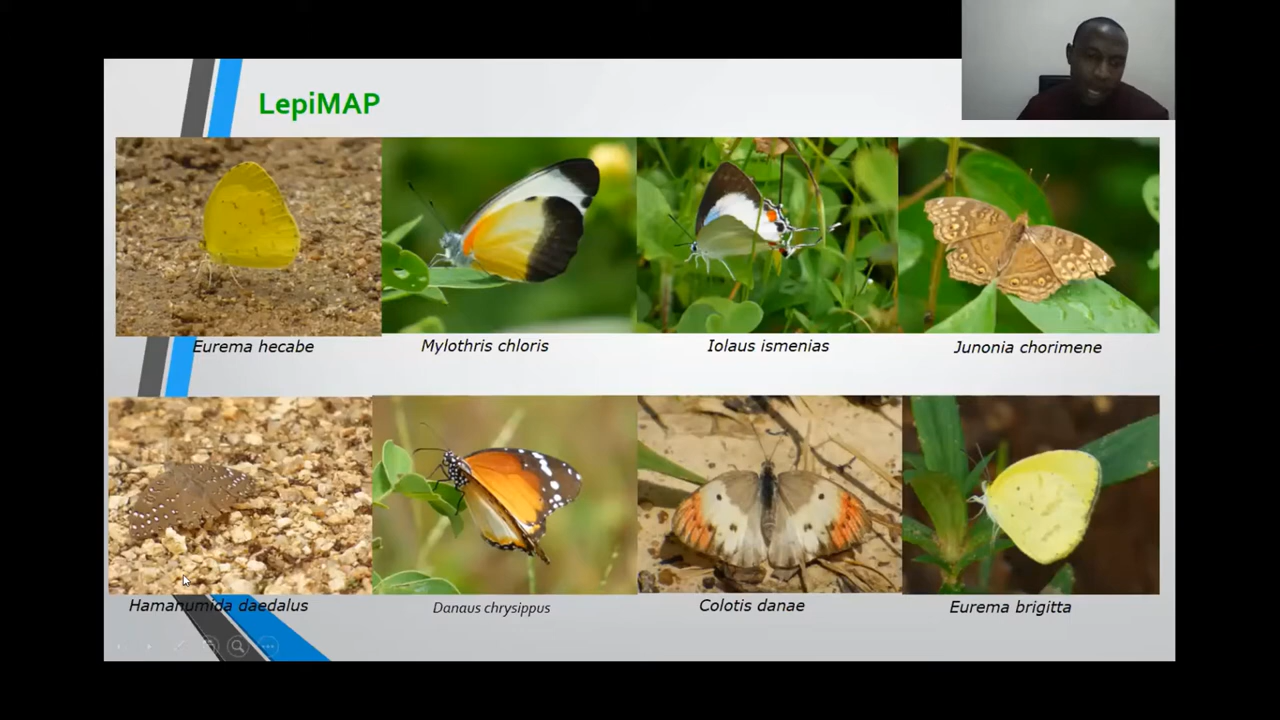 LepiMAP
Eurema hecabe
Mylothris chloris
Iolaus ismenias
Junonia chorimene
Hamanumida daedalus
Danaus chrysippus
Colotis danae
Eurema brigitta